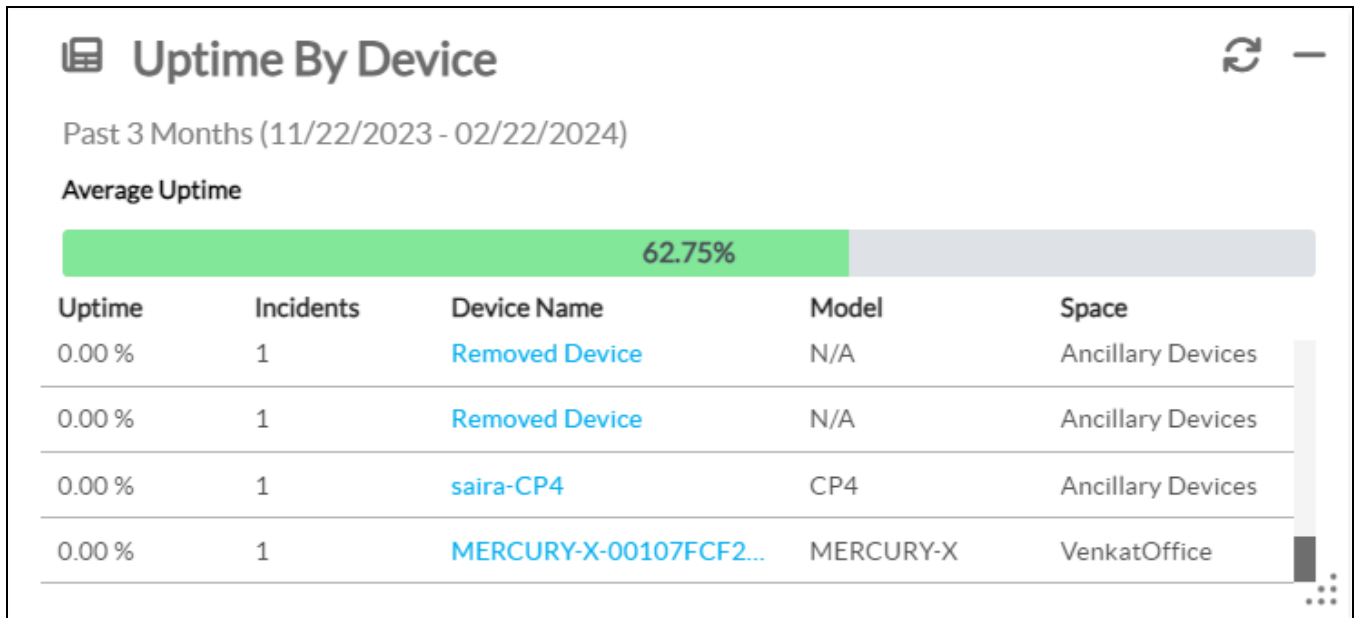 Uptime By Device
Past 3 Months (11/22/2023 - 02/22/2024)
Average Uptime
62.75%
Uptime Incidents Device Name Model Space
0.00 % 1 Removed Device N/A Ancillary Devices
0.00 % 1 Removed Device N/A Ancillary Devices
0.00 % 1 saira-CP4 CP4 Ancillary Devices
0.00 % 1 MERCURY-X-00107FCF2... MERCURY-X VenkatOffice